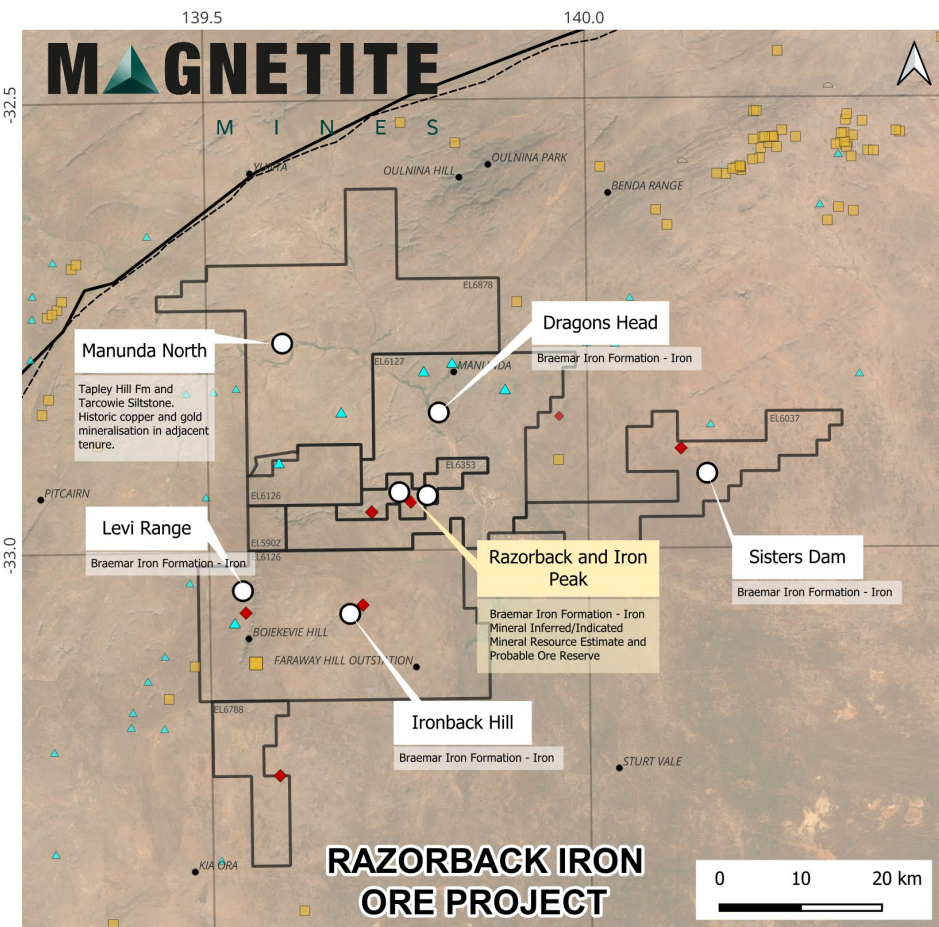 139.5
140.0
-32.5
-33.0
MAGNETITE
MINES
YUNTA
OULNINA HILL
OULNINA PARK
BENDA RANGE
EL6878
Manunda North
Tapley Hill Fm and
Tarcowie Siltstone.
Historic copper and gold
mineralisation in adjacent
tenure.
Dragons Head
Braemar Iron Formation - Iron
EL6127
MANUNDA
EL6037
EL6353
PITCAIRN
EL6126
Levi Range
Braemar Iron Formation - Iron
EL5902
EL6126
Razorback and Iron
Peak
Braemar Iron Formation - Iron
Mineral Inferred/Indicated
Mineral Resource Estimate and
Probable Ore Reserve
Sisters Dam
Braemar Iron Formation - Iron
BOIEKEVIE HILL
FARAWAY HILL OUTSTATION
EL6788
Ironback Hill
Braemar Iron Formation - Iron
STURT VALE
KIA ORA
RAZORBACK IRON
ORE PROJECT
0 10 20 km